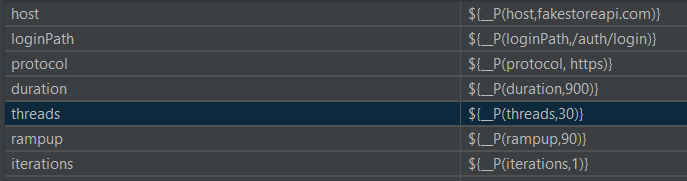 host ${__P(host,fakestoreapi.com)}
loginPath ${__P(loginPath,/auth/login)}
protocol ${__P(protocol, https)}
duration ${__P(duration,900)}
threads ${__P(threads,30)}
rampup ${__P(rampup,90)}
iterations ${__P(iterations,1)}